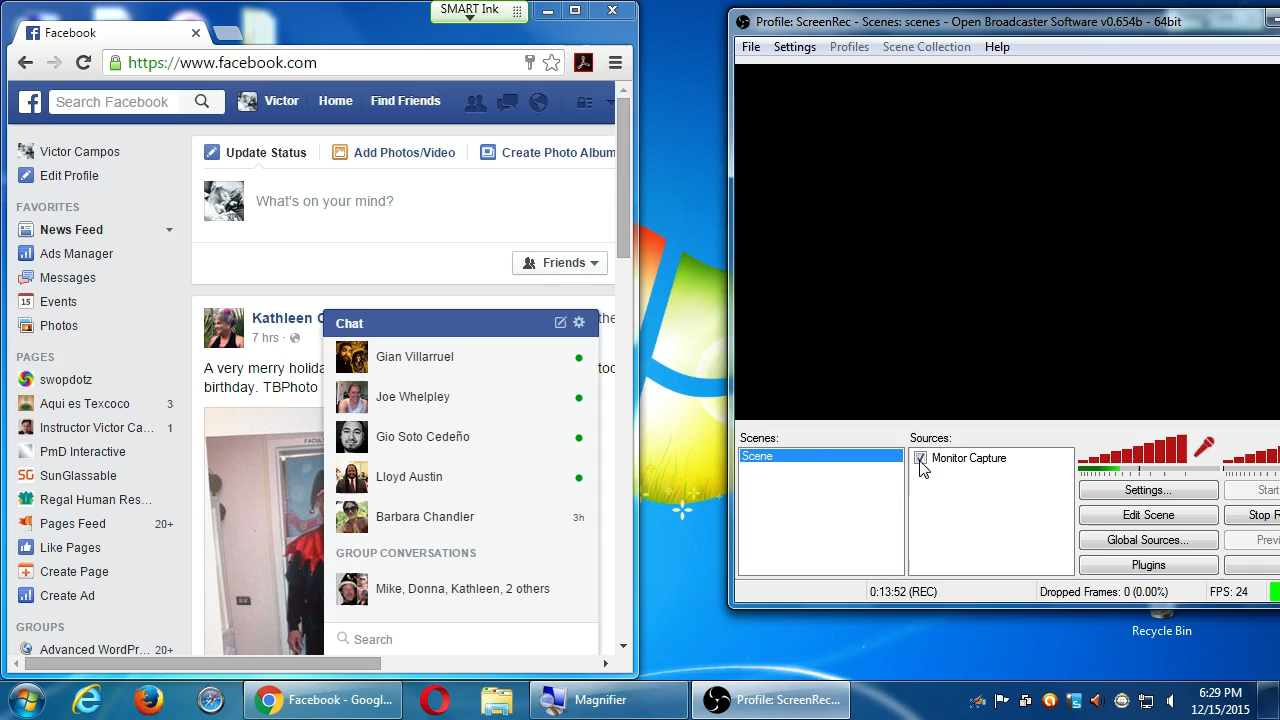 SMART Ink
Facebook
https://www.facebook.com
Search Facebook
Victor
Home
Find Friends
Victor Campos
Edit Profile
FAVORITES
News Feed
Ads Manager
Messages
Events
15
Photos
PAGES
swopdotz
Aqui es Texcoco 3
Instructor Victor Ca... 1
PmD Interactive
SG SunGlassable
Regal Human Res...
Pages Feed 20+
Like Pages
Create Page
Create Ad
GROUPS
Advanced WordPr... 20+
Update Status
Add Photos/Video
Create Photo Album
What's on your mind?
Friends
Kathleen
the
7 hrs
A very merry holida
too
birthday. TBPhoto
Chat
Gian Villarruel
Joe Whelpley
Gio Soto Cedeño
Lloyd Austin
Barbara Chandler 3h
GROUP CONVERSATIONS
Mike, Donna, Kathleen, 2 others
Search
Profile: ScreenRec - Scenes: scenes - Open Broadcaster Software v0.654b - 64bit
File Settings Profiles Scene Collection Help
Scenes:
Scene
Sources:
Monitor Capture
Settings...
Edit Scene
Global Sources...
Plugins
Start
Stop R
Previ
0:13:52 (REC)
Dropped Frames: 0 (0.00%)
FPS: 24
Recycle Bin
Facebook - Googl...
Magnifier
Profile: ScreenRec...
6:29 PM
12/15/2015